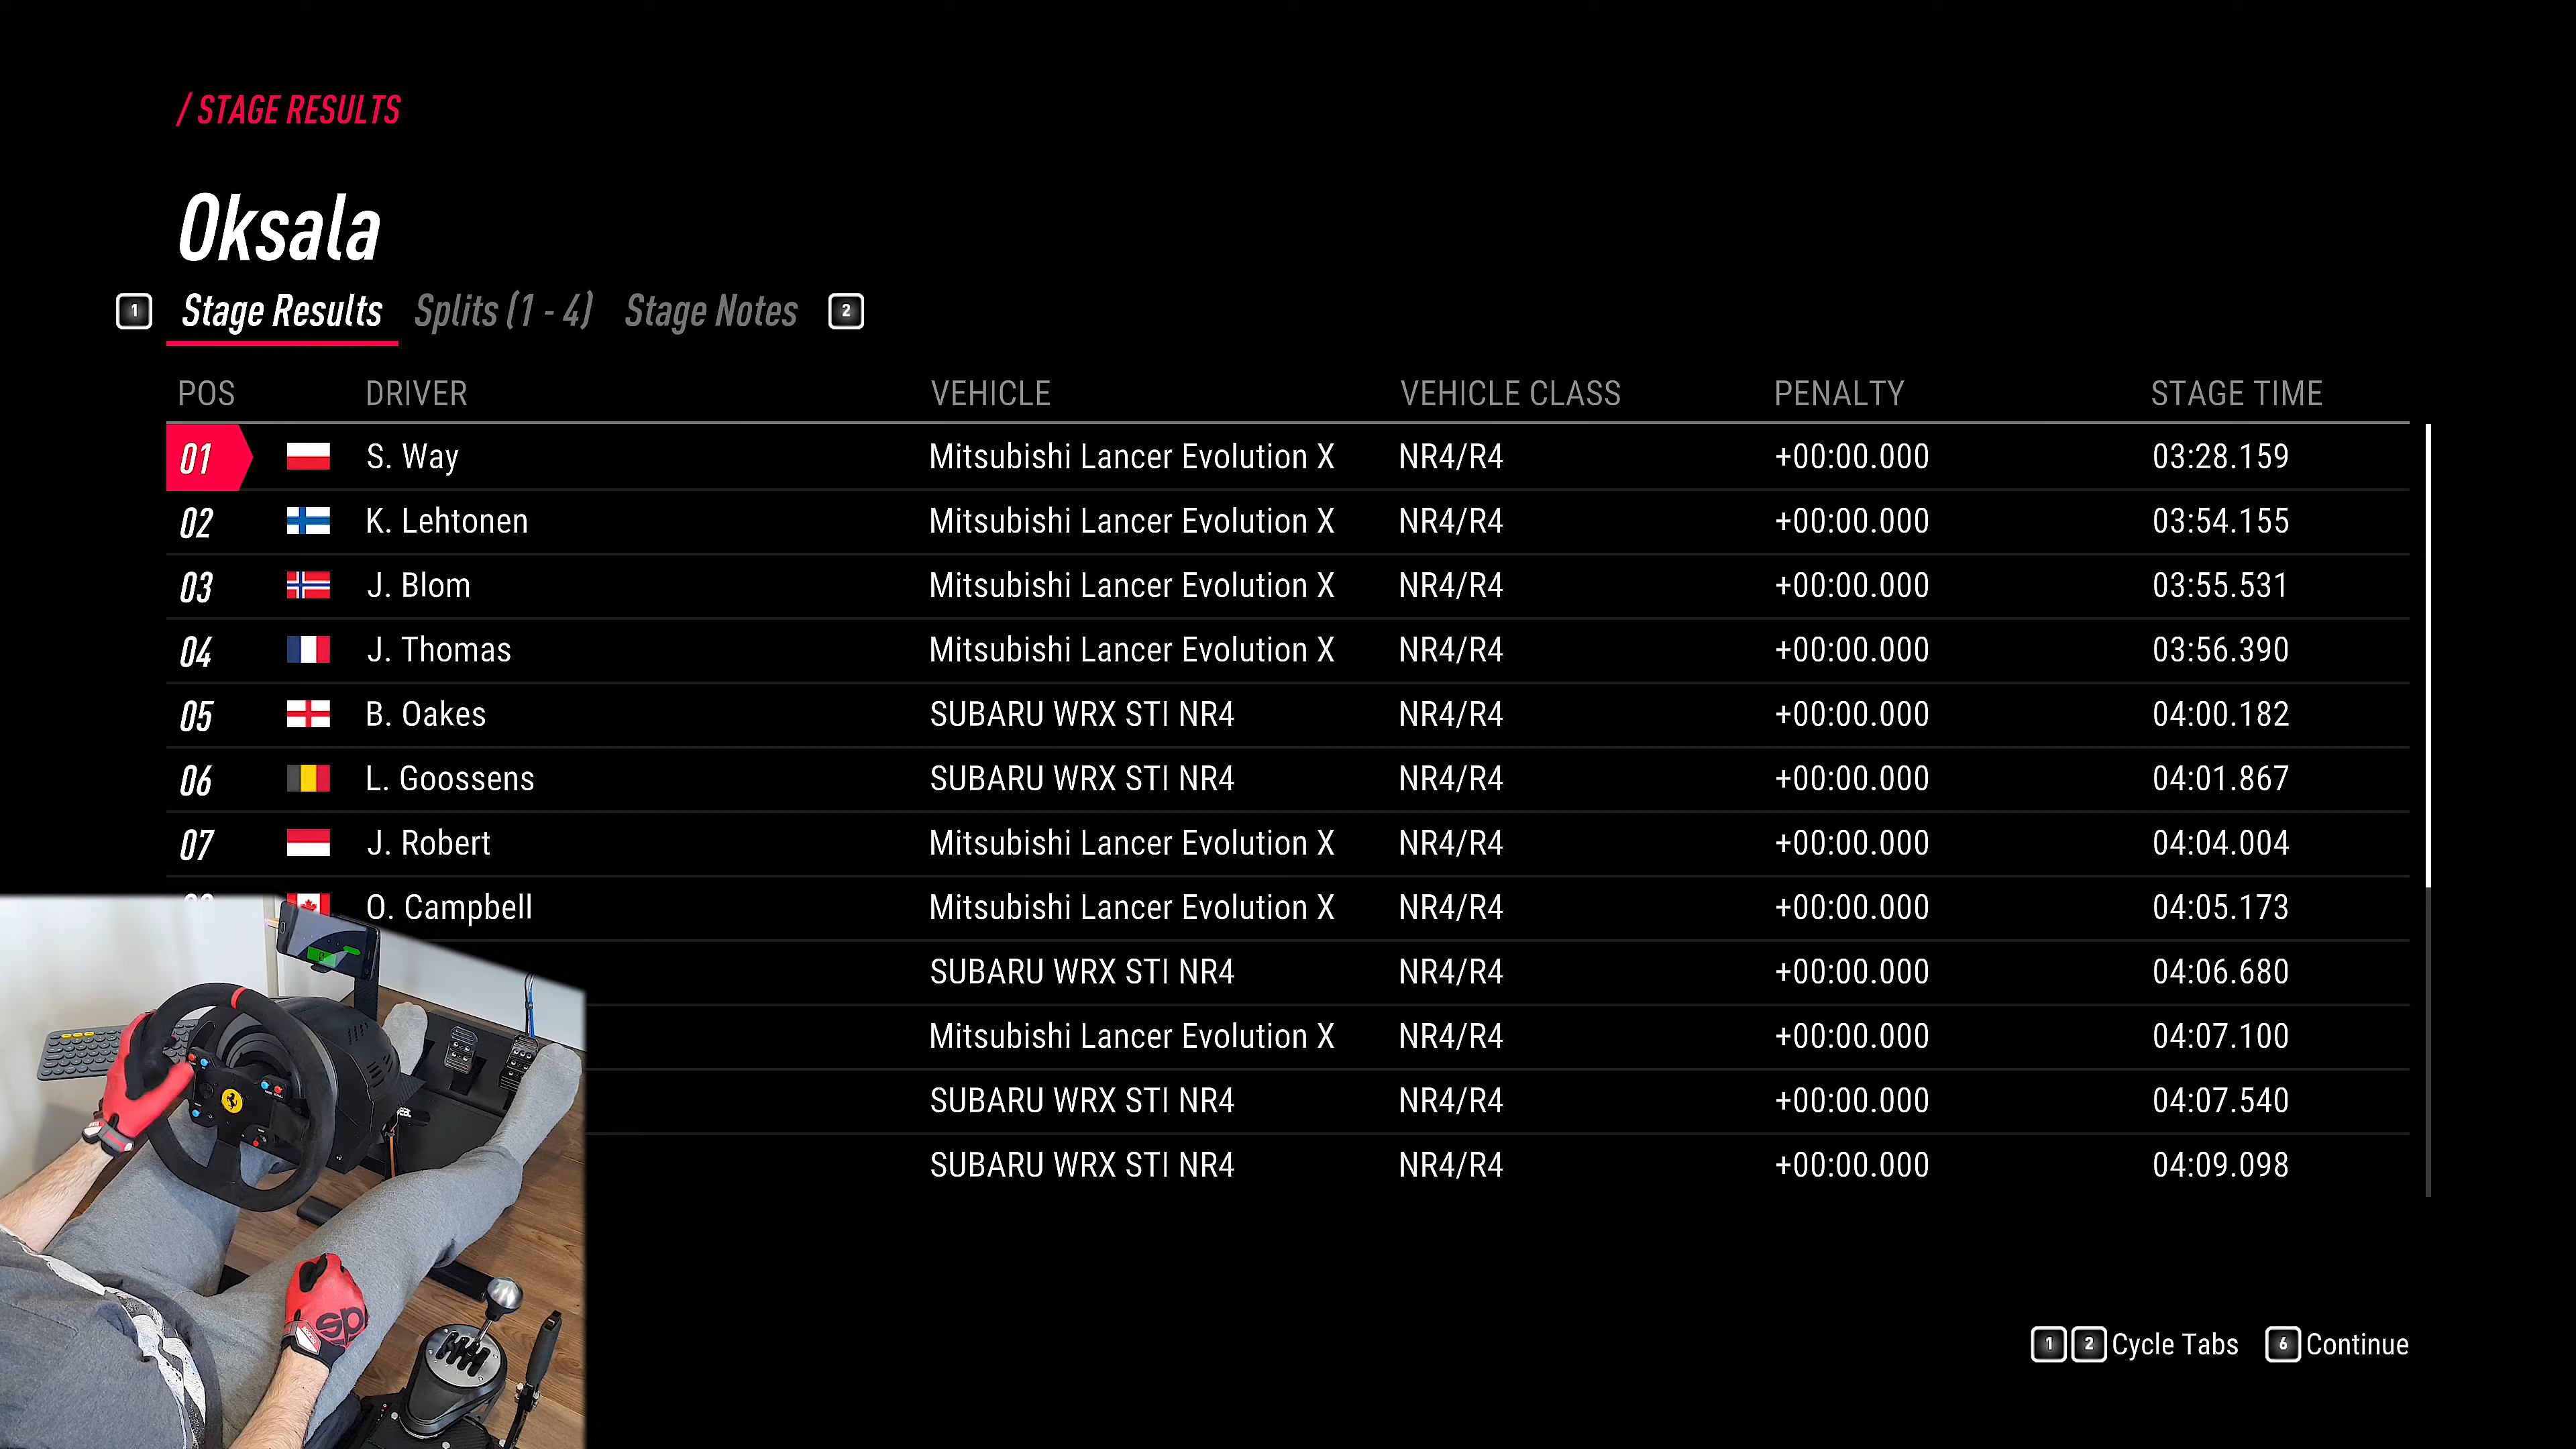 / STAGE RESULTS
Oksala
1 Stage Results Splits (1 - 4) Stage Notes 2
POS DRIVER VEHICLE VEHICLE CLASS PENALTY STAGE TIME
01 S. Way Mitsubishi Lancer Evolution X NR4/R4 +00:00.000 03:28.159
02 K. Lehtonen Mitsubishi Lancer Evolution X NR4/R4 +00:00.000 03:54.155
03 J. Blom Mitsubishi Lancer Evolution X NR4/R4 +00:00.000 03:55.531
04 J. Thomas Mitsubishi Lancer Evolution X NR4/R4 +00:00.000 03:56.390
05 B. Oakes SUBARU WRX STI NR4 NR4/R4 +00:00.000 04:00.182
06 L. Goossens SUBARU WRX STI NR4 NR4/R4 +00:00.000 04:01.867
07 J. Robert Mitsubishi Lancer Evolution X NR4/R4 +00:00.000 04:04.004
O. Campbell Mitsubishi Lancer Evolution X NR4/R4 +00:00.000 04:05.173
SUBARU WRX STI NR4 NR4/R4 +00:00.000 04:06.680
Mitsubishi Lancer Evolution X NR4/R4 +00:00.000 04:07.100
SUBARU WRX STI NR4 NR4/R4 +00:00.000 04:07.540
SUBARU WRX STI NR4 NR4/R4 +00:00.000 04:09.098
1 2 Cycle Tabs 6 Continue